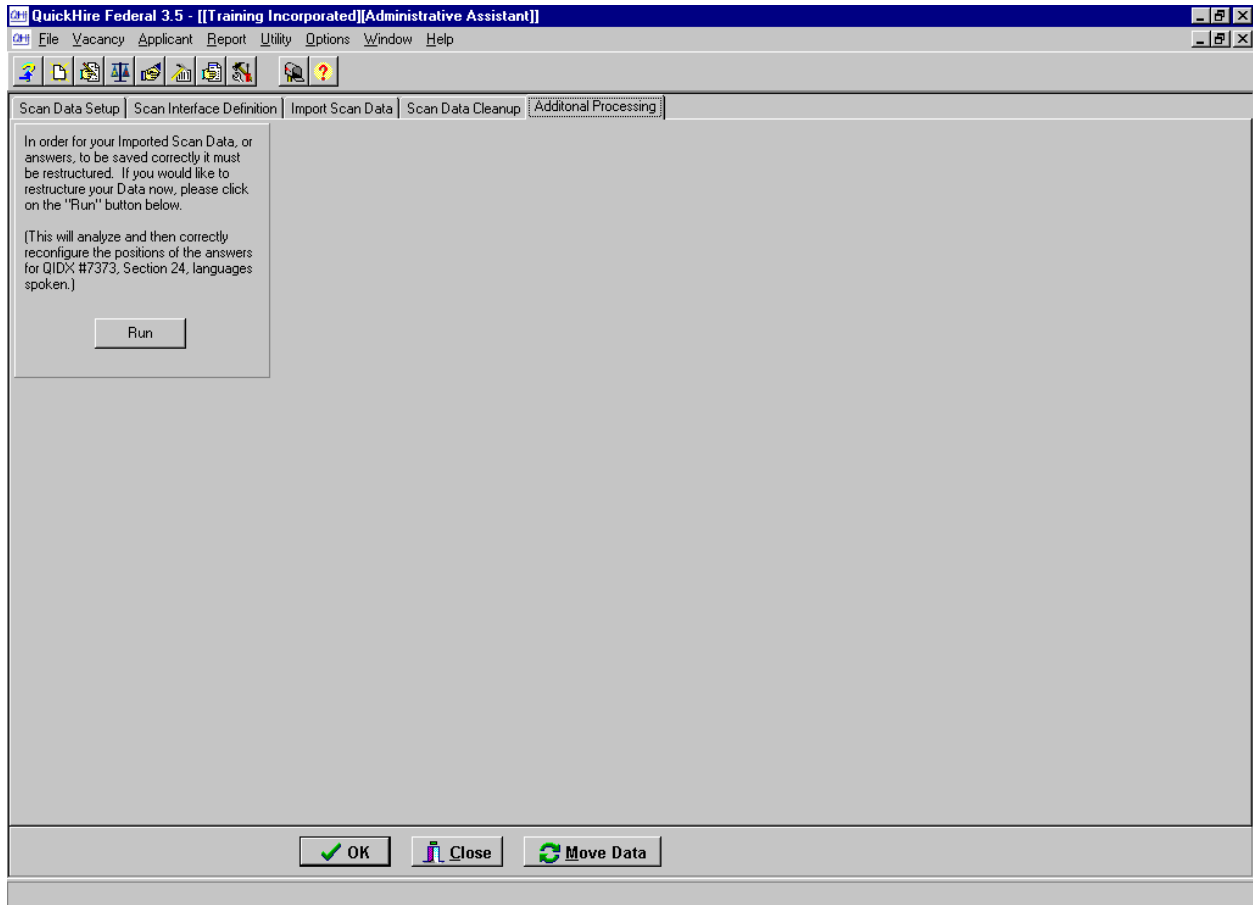 QuickHire Federal 3.5 - [[Training Incorporated][Administrative Assistant]]
File Vacancy Applicant Report Utility Options Window Help
Scan Data Setup Scan Interface Definition Import Scan Data Scan Data Cleanup Additonal Processing
In order for your Imported Scan Data, or
answers, to be saved correctly it must
be restructured. If you would like to
restructure your Data now, please click
on the "Run" button below.
(This will analyze and then correctly
reconfigure the positions of the answers
for QIDX #7373, Section 24, languages
spoken.)
Run
OK Close Move Data